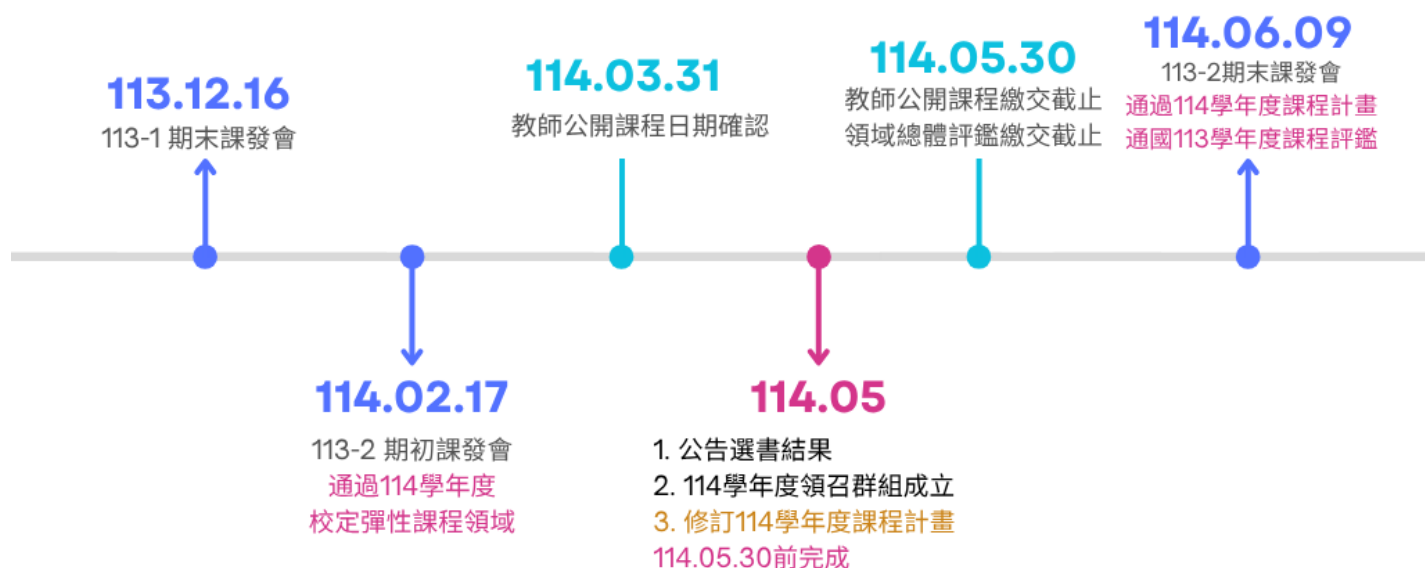 113.12.16
113-1 期末課發會
114.02.17
113-2 期初課發會
通過114學年度
校定彈性課程領域
114.03.31
教師公開課程日期確認
114.05
1. 公告選書結果
2. 114學年度領召群組成立
3. 修訂114學年度課程計畫
114.05.30前完成
114.05.30
教師公開課程繳交截止
領域總體評鑑繳交截止
114.06.09
113-2期末課發會
通過114學年度課程計畫
通國113學年度課程評鑑